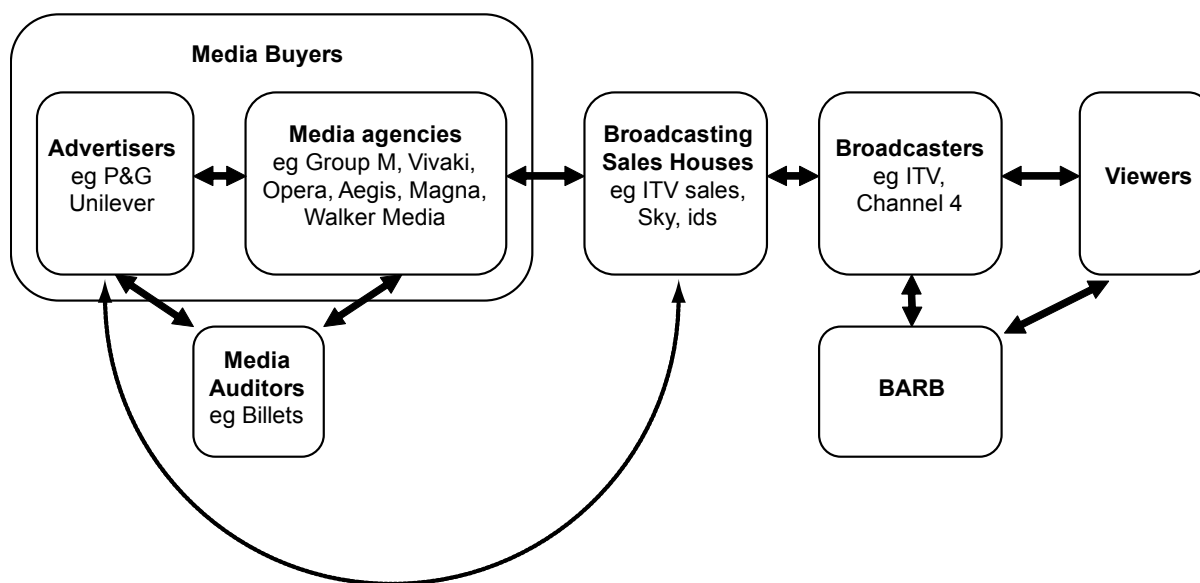 Media Buyers
Advertisers
eg P&G
Unilever
Media agencies
eg Group M, Vivaki,
Opera, Aegis, Magna,
Walker Media
Broadcasting
Sales Houses
eg ITV sales,
Sky, ids
Broadcasters
eg ITV,
Channel 4
Viewers
Media
Auditors
eg Billets
BARB